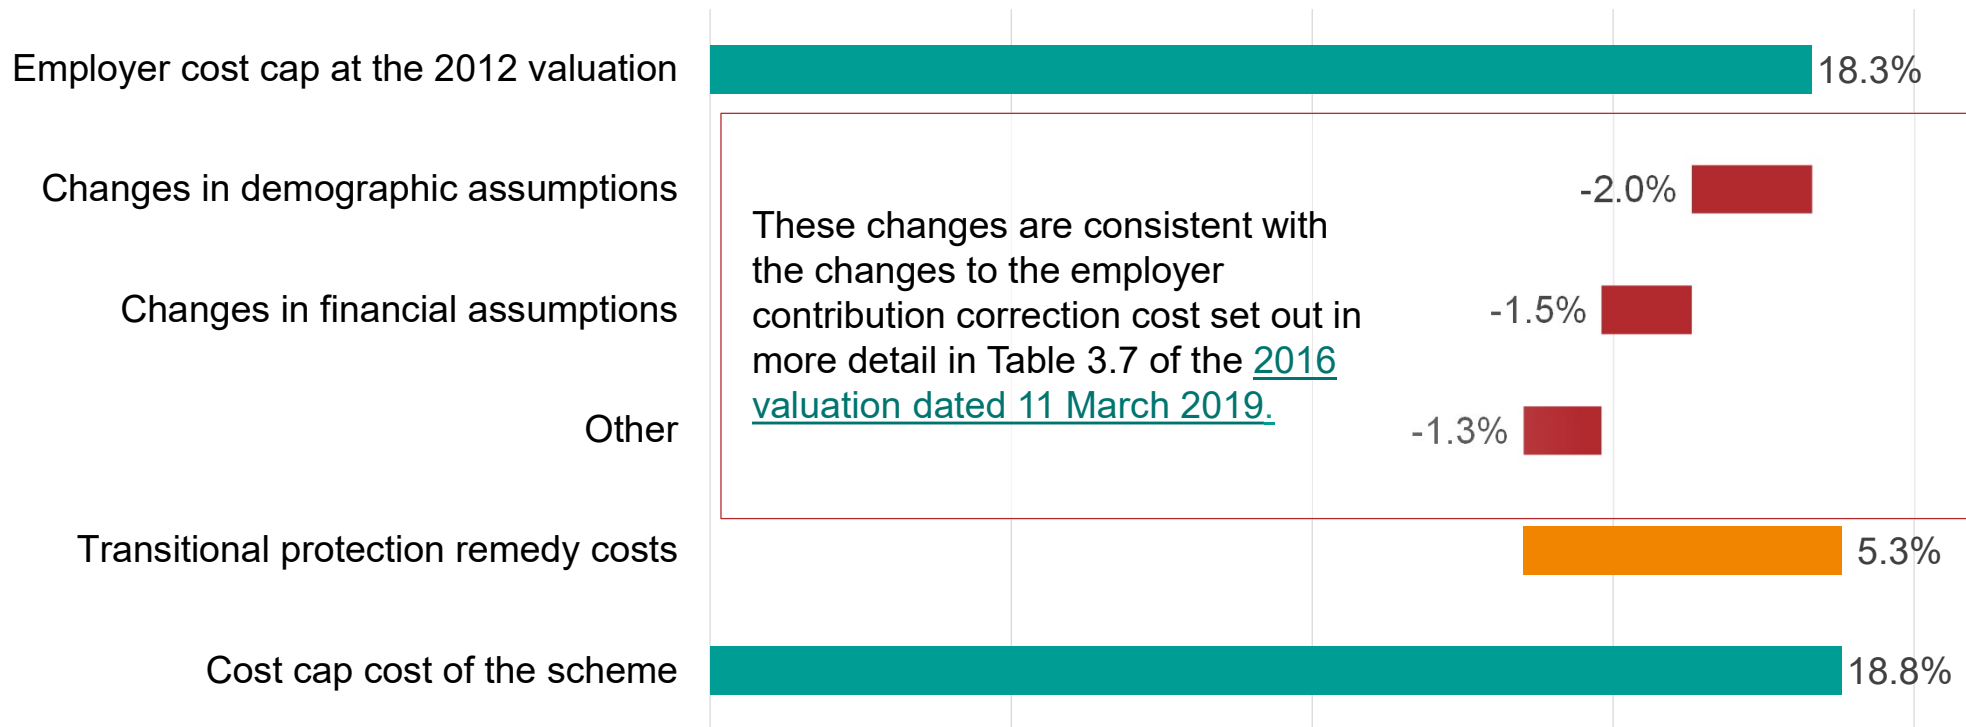 Employer cost cap at the 2012 valuation 18.3%
Changes in demographic assumptions -2.0%
These changes are consistent with
the changes to the employer
Changes in financial assumptions -1.5%
contribution correction cost set out in
more detail in Table 3.7 of the 2016
valuation dated 11 March 2019.
Other -1.3%
Transitional protection remedy costs 5.3%
Cost cap cost of the scheme 18.8%